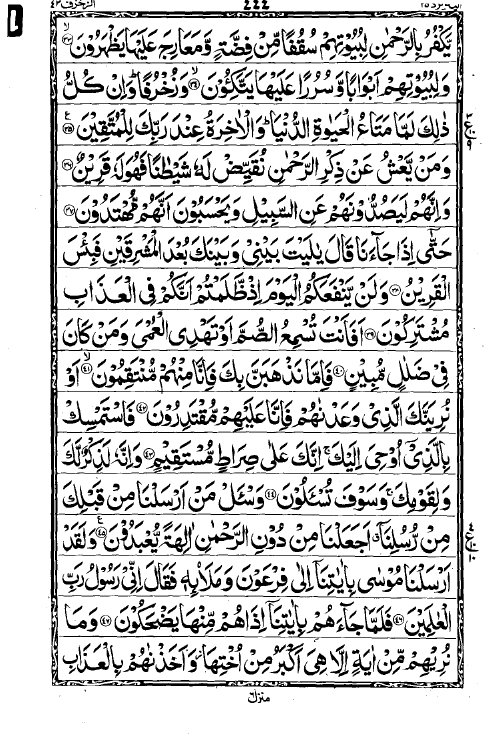 الزخرف ٤٣
٤٤٤
اليه يرد ٢٥
يَّكْفُرُ بِالرَّحْمٰنِ لِبُيُوْتِهِمْ سُقُفًا مِّنْ فِضَّةٍ وَّمَعَارِجَ عَلَيْهَا يَظْهَرُوْنَ ﴿٣٣﴾
وَلِبُيُوْتِهِمْ اَبْوَابًا وَّسُرُرًا عَلَيْهَا يَتَّكِـُٔوْنَ ﴿٣٤﴾ وَزُخْرُفًا ؕ وَاِنْ كُلُّ
ذٰلِكَ لَمَّا مَتَاعُ الْحَيٰوةِ الدُّنْيَا ؕ وَالْاٰخِرَةُ عِنْدَ رَبِّكَ لِلْمُتَّقِيْنَ ﴿٣٥﴾
وَمَنْ يَّعْشُ عَنْ ذِكْرِ الرَّحْمٰنِ نُقَيِّضْ لَهٗ شَيْطٰنًا فَهُوَ لَهٗ قَرِيْنٌ ﴿٣٦﴾
وَاِنَّهُمْ لَيَصُدُّوْنَهُمْ عَنِ السَّبِيْلِ وَيَحْسَبُوْنَ اَنَّهُمْ مُّهْتَدُوْنَ ﴿٣٧﴾
حَتّٰۤى اِذَا جَآءَنَا قَالَ يٰلَيْتَ بَيْنِيْ وَبَيْنَكَ بُعْدَ الْمَشْرِقَيْنِ فَبِئْسَ
الْقَرِيْنُ ﴿٣٨﴾ وَلَنْ يَّنْفَعَكُمُ الْيَوْمَ اِذْ ظَّلَمْتُمْ اَنَّكُمْ فِي الْعَذَابِ
مُشْتَرِكُوْنَ ﴿٣٩﴾ اَفَاَنْتَ تُسْمِعُ الصُّمَّ اَوْ تَهْدِي الْعُمْيَ وَمَنْ كَانَ
فِيْ ضَلٰلٍ مُّبِيْنٍ ﴿٤٠﴾ فَاِمَّا نَذْهَبَنَّ بِكَ فَاِنَّا مِنْهُمْ مُّنْتَقِمُوْنَ ﴿٤١﴾ اَوْ
نُرِيَنَّكَ الَّذِيْ وَعَدْنٰهُمْ فَاِنَّا عَلَيْهِمْ مُّقْتَدِرُوْنَ ﴿٤٢﴾ فَاسْتَمْسِكْ
بِالَّذِيْۤ اُوْحِيَ اِلَيْكَ ۚ اِنَّكَ عَلٰى صِرَاطٍ مُّسْتَقِيْمٍ ﴿٤٣﴾ وَاِنَّهٗ لَذِكْرٌ لَّكَ
وَلِقَوْمِكَ ۚ وَسَوْفَ تُسْـَٔلُوْنَ ﴿٤٤﴾ وَسْـَٔلْ مَنْ اَرْسَلْنَا مِنْ قَبْلِكَ
مِنْ رُّسُلِنَاۤ اَجَعَلْنَا مِنْ دُوْنِ الرَّحْمٰنِ اٰلِهَةً يُّعْبَدُوْنَ ﴿٤٥﴾ وَلَقَدْ
اَرْسَلْنَا مُوْسٰى بِاٰيٰتِنَاۤ اِلٰى فِرْعَوْنَ وَمَلَا۟ئِهٖ فَقَالَ اِنِّيْ رَسُوْلُ رَبِّ
الْعٰلَمِيْنَ ﴿٤٦﴾ فَلَمَّا جَآءَهُمْ بِاٰيٰتِنَاۤ اِذَا هُمْ مِّنْهَا يَضْحَكُوْنَ ﴿٤٧﴾ وَمَا
نُرِيْهِمْ مِّنْ اٰيَةٍ اِلَّا هِيَ اَكْبَرُ مِنْ اُخْتِهَا ؗ وَاَخَذْنٰهُمْ بِالْعَذَابِ
منزل ٦